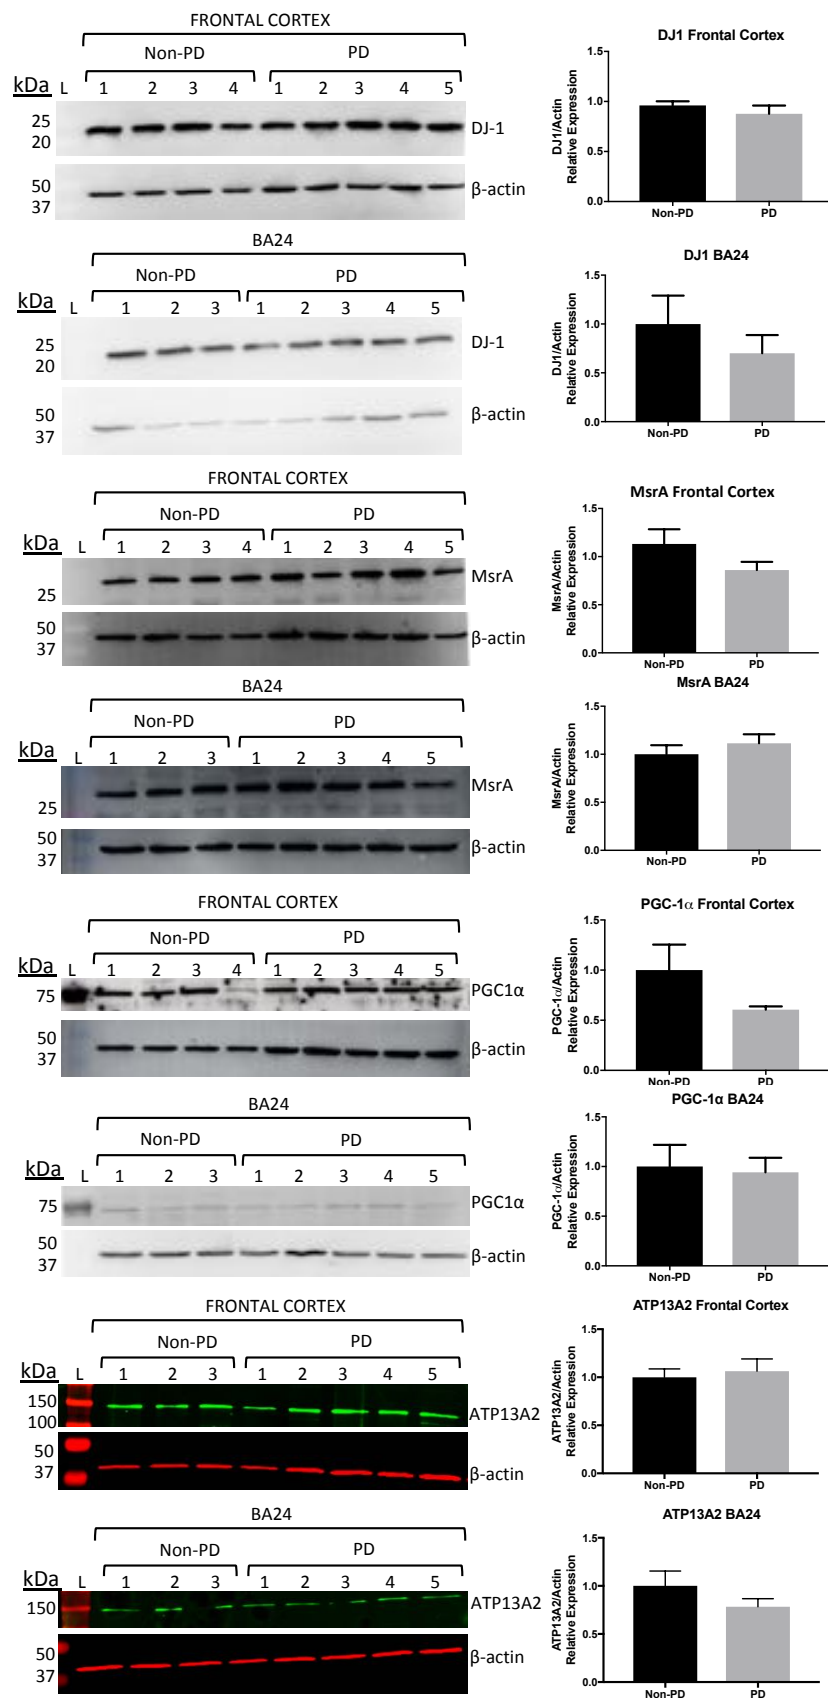 FRONTAL CORTEX
Non-PD PD
kDa L 1 2 3 4 1 2 3 4 5
25
20
DJ-1
50
37
β-actin
DJ1 Frontal Cortex
DJ1/Actin
Relative Expression
1.5
1.0
0.5
0.0
Non-PD PD
BA24
Non-PD PD
kDa L 1 2 3 1 2 3 4 5
25
20
DJ-1
50
37
β-actin
DJ1 BA24
DJ1/Actin
Relative Expression
1.5
1.0
0.5
0.0
Non-PD PD
FRONTAL CORTEX
Non-PD PD
kDa L 1 2 3 4 1 2 3 4 5
25
MsrA
50
37
β-actin
MsrA Frontal Cortex
MsrA/Actin
Relative Expression
1.5
1.0
0.5
0.0
Non-PD PD
BA24
Non-PD PD
kDa L 1 2 3 1 2 3 4 5
25
MsrA
50
37
β-actin
MsrA BA24
MsrA/Actin
Relative Expression
1.5
1.0
0.5
0.0
Non-PD PD
FRONTAL CORTEX
Non-PD PD
kDa L 1 2 3 4 1 2 3 4 5
75
PGC1α
50
37
β-actin
PGC-1α Frontal Cortex
PGC-1α/Actin
Relative Expression
1.5
1.0
0.5
0.0
Non-PD PD
BA24
Non-PD PD
kDa L 1 2 3 1 2 3 4 5
75
PGC1α
50
37
β-actin
PGC-1α BA24
PGC-1α/Actin
Relative Expression
1.5
1.0
0.5
0.0
Non-PD PD
FRONTAL CORTEX
Non-PD PD
kDa L 1 2 3 1 2 3 4 5
150
100
ATP13A2
50
37
β-actin
ATP13A2 Frontal Cortex
ATP13A2/Actin
Relative Expression
1.5
1.0
0.5
0.0
Non-PD PD
BA24
Non-PD PD
kDa L 1 2 3 1 2 3 4 5
150
ATP13A2
50
37
β-actin
ATP13A2 BA24
ATP13A2/Actin
Relative Expression
1.5
1.0
0.5
0.0
Non-PD PD